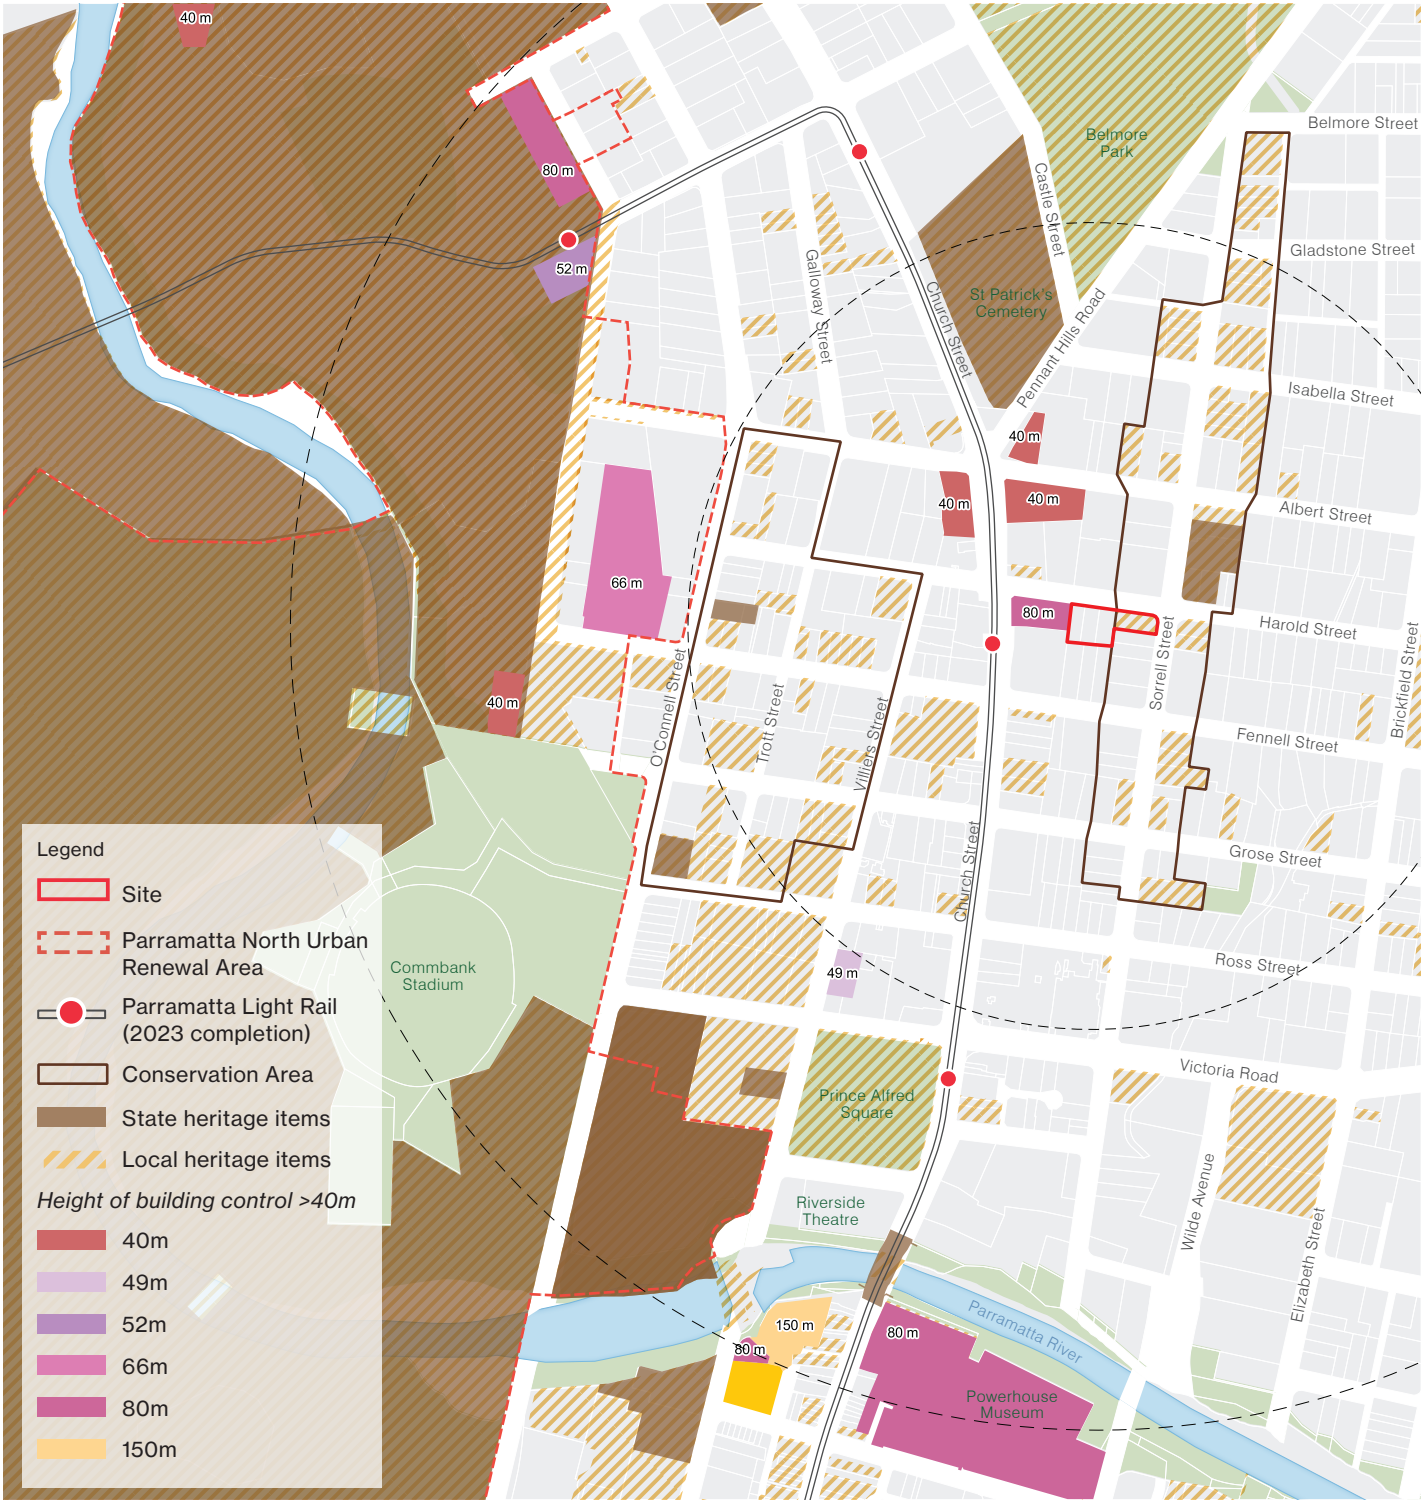 40 m
Belmore Street
Belmore
Park
80 m
Castle Street
Gladstone Street
52 m
Galloway Street
Church Street
St Patrick's
Cemetery
Pennant Hills Road
Isabella Street
40 m
40 m
40 m
Albert Street
66 m
80 m
Harold Street
Sorrell Street
Brickfield Street
40 m
O'Connell Street
Trott Street
Villiers Street
Fennell Street
Grose Street
Church Street
Commbank
Stadium
49 m
Ross Street
Victoria Road
Prince Alfred
Square
Riverside
Theatre
Wilde Avenue
Elizabeth Street
150 m
80 m
80 m
Parramatta River
Powerhouse
Museum
Legend
Site
Parramatta North Urban
Renewal Area
Parramatta Light Rail
(2023 completion)
Conservation Area
State heritage items
Local heritage items
Height of building control >40m
40m
49m
52m
66m
80m
150m